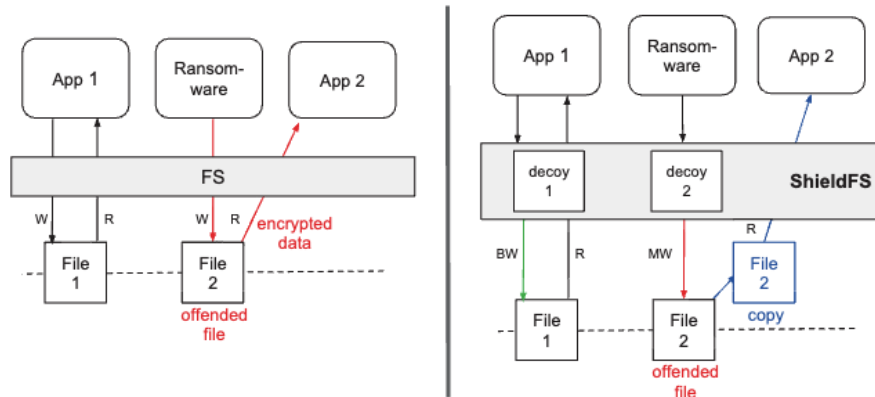 App 1
Ransom-
ware
App 2
FS
W
R
W
R
encrypted
data
File
1
File
2
offended
file
App 1
Ransom-
ware
App 2
decoy
1
decoy
2
ShieldFS
BW
R
MW
R
File
2
copy
File
1
File
2
offended
file